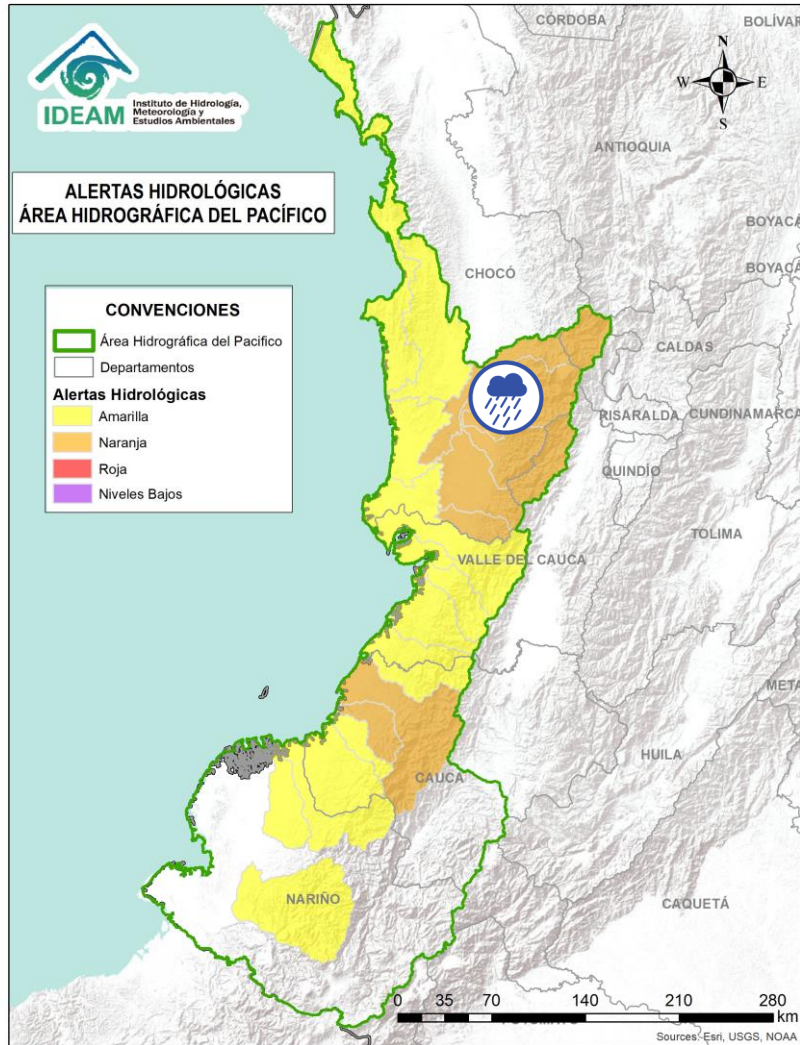 CÓRDOBA
BOLÍVAR
IDEAM
Instituto de Hidrología,
Meteorología y
Estudios Ambientales
N
W
E
S
ANTIOQUIA
ALERTAS HIDROLÓGICAS
ÁREA HIDROGRÁFICA DEL PACÍFICO
BOYACÁ
BOYACÁ
CHOCÓ
CONVENCIONES
Área Hidrográfica del Pacifico
Departamentos
Alertas Hidrológicas
Amarilla
Naranja
Roja
Niveles Bajos
CALDAS
RISARALDA
CUNDINAMARCA
QUINDÍO
TOLIMA
VALLE DEL CAUCA
META
HUILA
CAUCA
NARIÑO
CAQUETÁ
0 35 70 140 210 280
km
Sources: Esri, USGS, NOAA